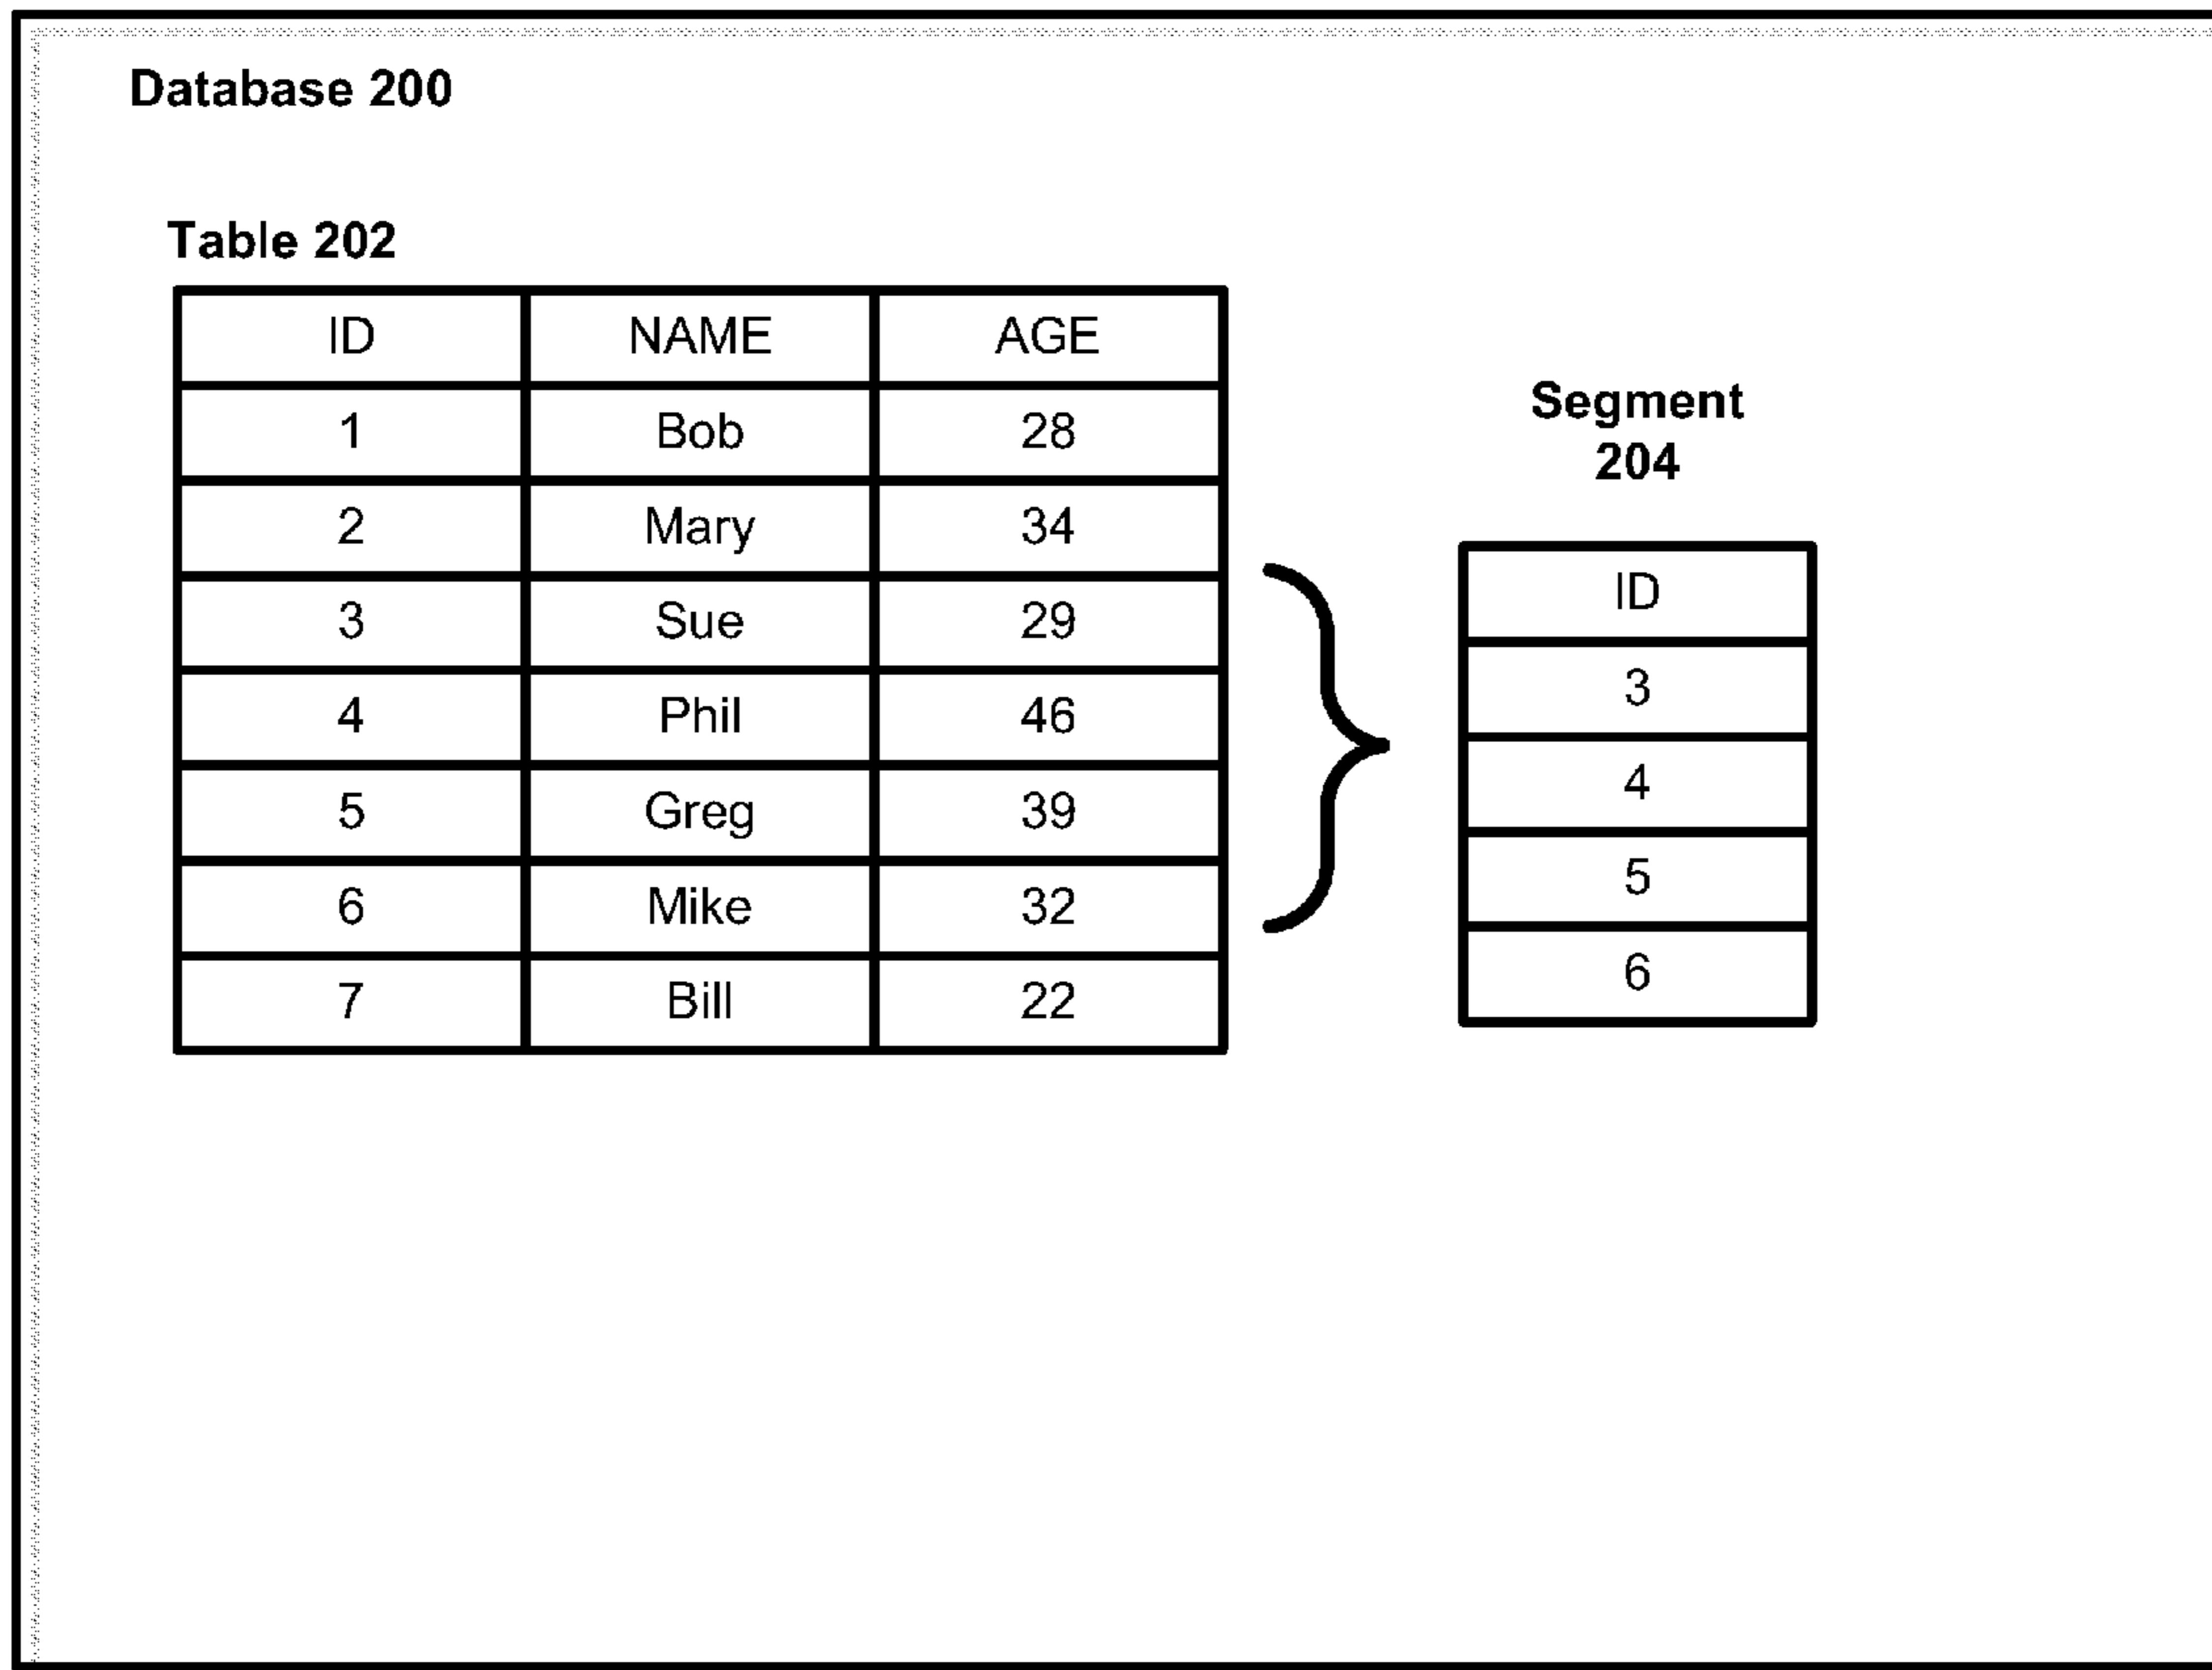 Database 200
Table 202
ID NAME AGE
1 Bob 28
2 Mary 34
3 Sue 29
4 Phil 46
5 Greg 39
6 Mike 32
7 Bill 22
Segment
204
ID
3
4
5
6